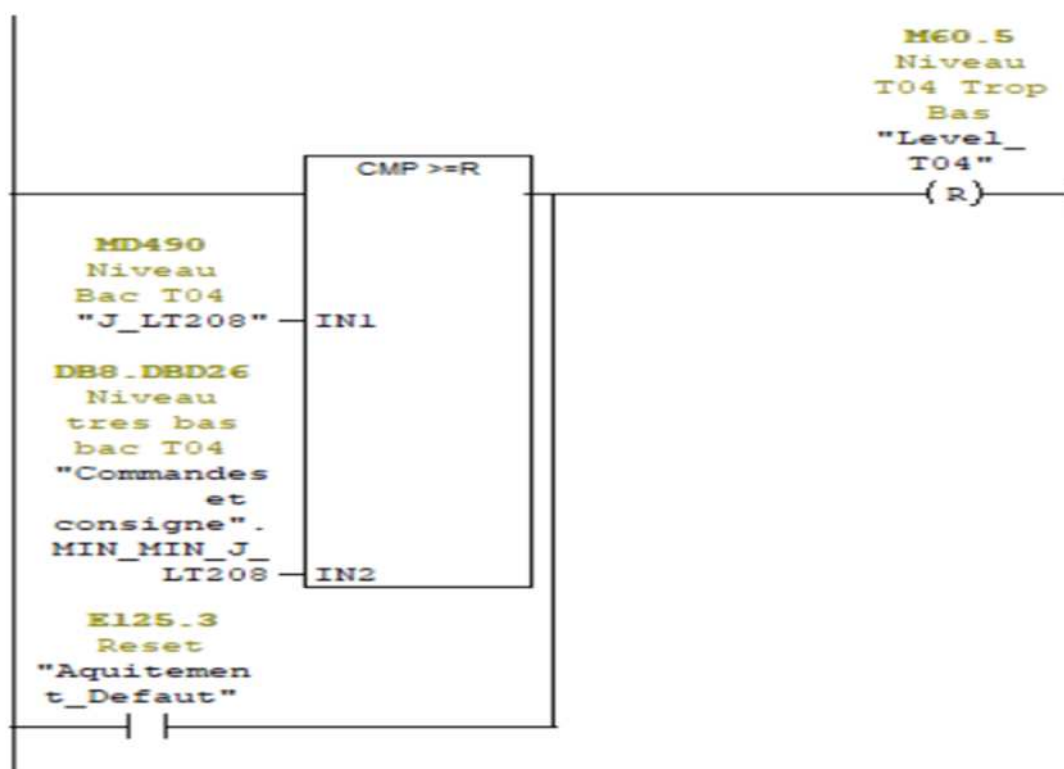 M60.5
Niveau
T04 Trop
Bas
"Level_
T04"
(R)
CMP >=R
MD490
Niveau
Bac T04
"J_LT208"
IN1
DB8.DBD26
Niveau
tres bas
bac T04
"Commandes
et
consigne".
MIN_MIN_J_
LT208
IN2
E125.3
Reset
"Aquitemen
t_Defaut"